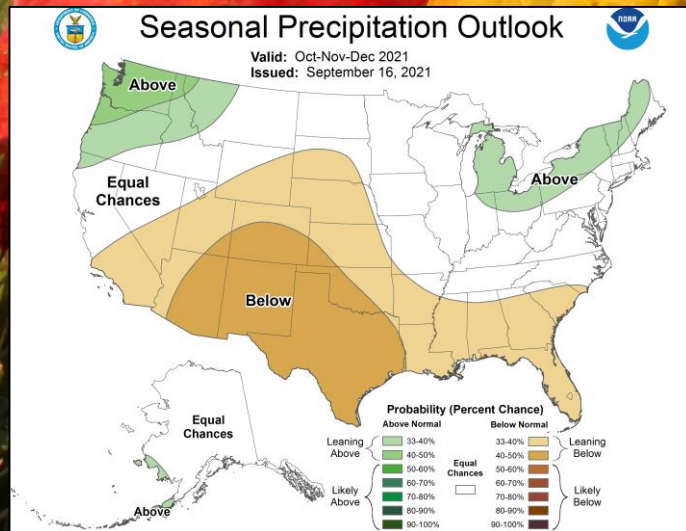 Seasonal Precipitation Outlook
NOAA
Valid: Oct-Nov-Dec 2021
Issued: September 16, 2021
Above
Equal
Chances
Above
Below
Equal
Chances
Above
Probability (Percent Chance)
Above Normal
Below Normal
Leaning
Above
33-40%
40-50%
Likely
Above
50-60%
60-70%
70-80%
80-90%
90-100%
Equal
Chances
33-40%
40-50%
Leaning
Below
50-60%
60-70%
70-80%
80-90%
90-100%
Likely
Below